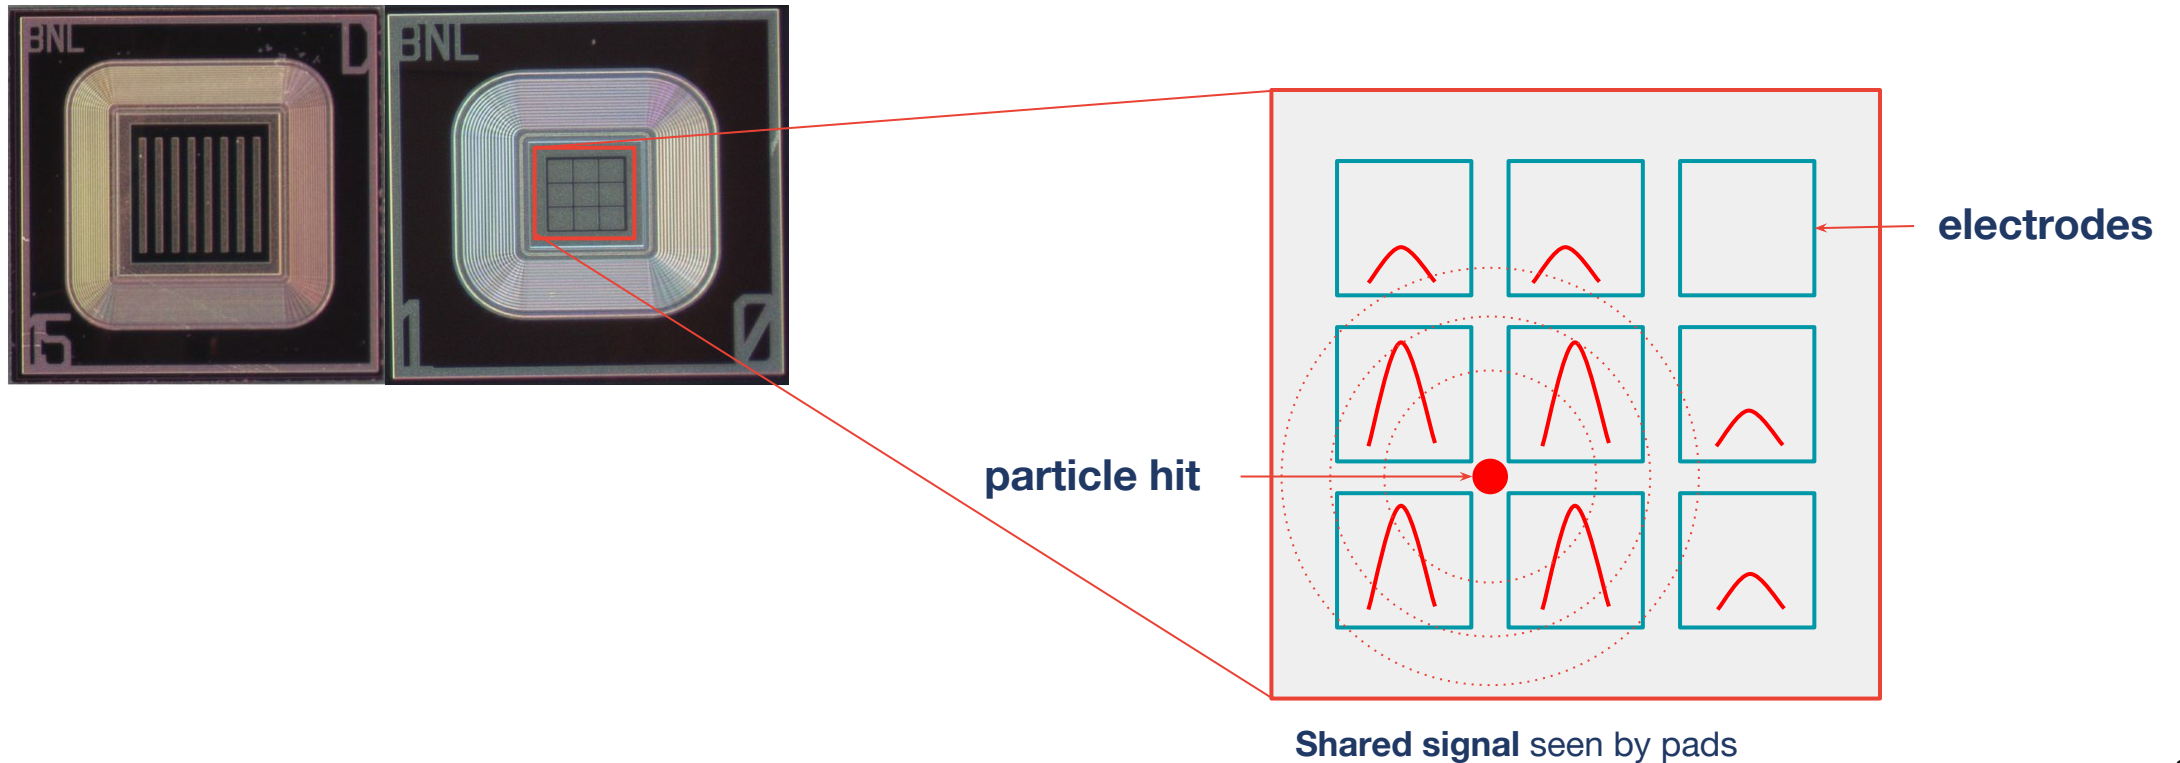 BNL
D
15
BNL
1
0
electrodes
particle hit
Shared signal seen by pads